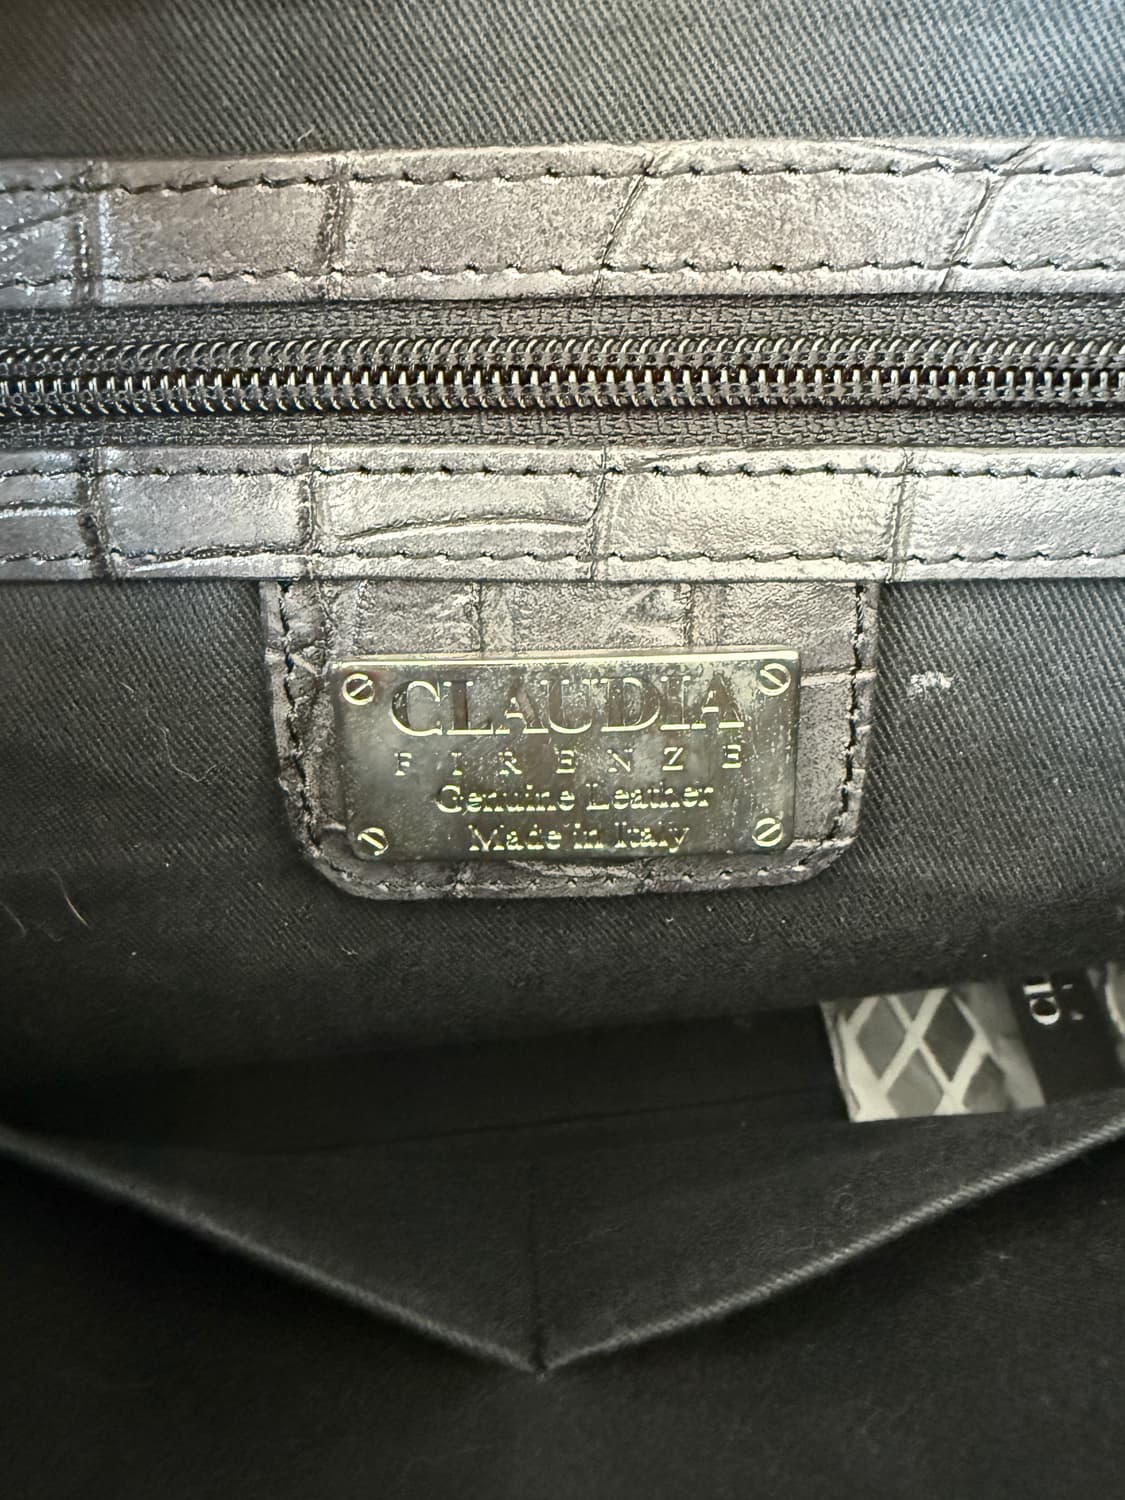 CLAUDIA
FIRENZE
Genuine Leather
Made in Italy